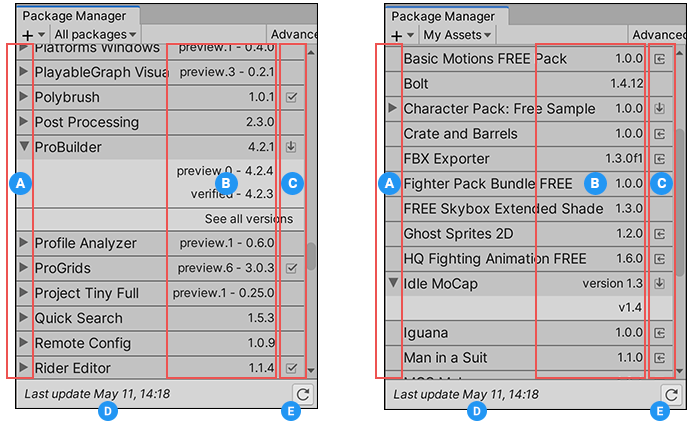 Package Manager
+ All packages Advance
Platforms Windows preview.1 - 0.4.0
PlayableGraph Visua preview.3 - 0.2.1
Polybrush 1.0.1
Post Processing 2.3.0
ProBuilder 4.2.1
preview.0 - 4.2.4
A B C
verified - 4.2.3
See all versions
Profile Analyzer preview.1 - 0.6.0
ProGrids preview.6 - 3.0.3
Project Tiny Full preview.1 - 0.25.0
Quick Search 1.5.3
Remote Config 1.0.9
Rider Editor 1.1.4
Last update May 11, 14:18
D E
Package Manager
+ My Assets Advanced
Basic Motions FREE Pack 1.0.0
Bolt 1.4.12
Character Pack: Free Sample 1.0.0
Crate and Barrels 1.0.0
FBX Exporter 1.3.0f1
A Fighter Pack Bundle FREE B 1.0.0 C
FREE Skybox Extended Shade 1.3.0
Ghost Sprites 2D 1.2.0
HQ Fighting Animation FREE 1.6.0
Idle MoCap version 1.3
v1.4
Iguana 1.0.0
Man in a Suit 1.1.0
Last update May 11, 14:18
D E